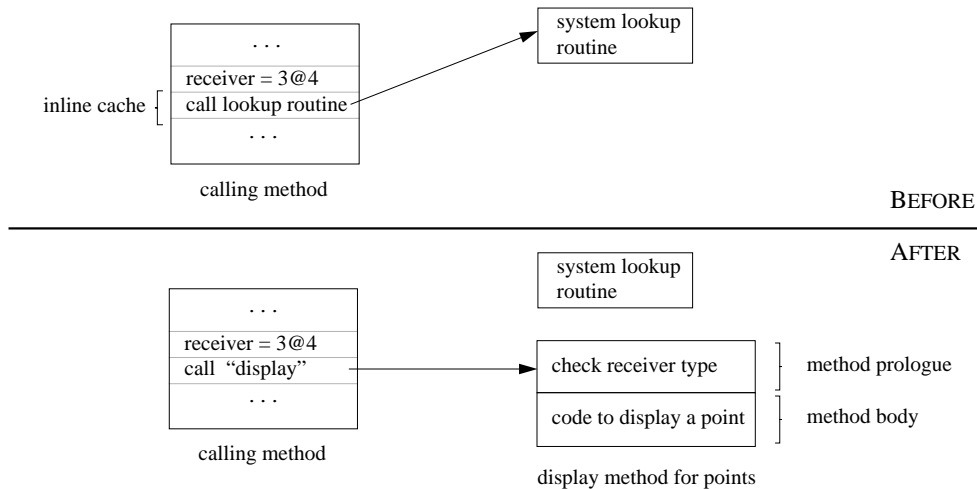 system lookup
routine
. . .
receiver = 3@4
inline cache
call lookup routine
. . .
calling method
BEFORE
AFTER
system lookup
routine
. . .
receiver = 3@4
call “display”
. . .
calling method
check receiver type
method prologue
code to display a point
method body
display method for points